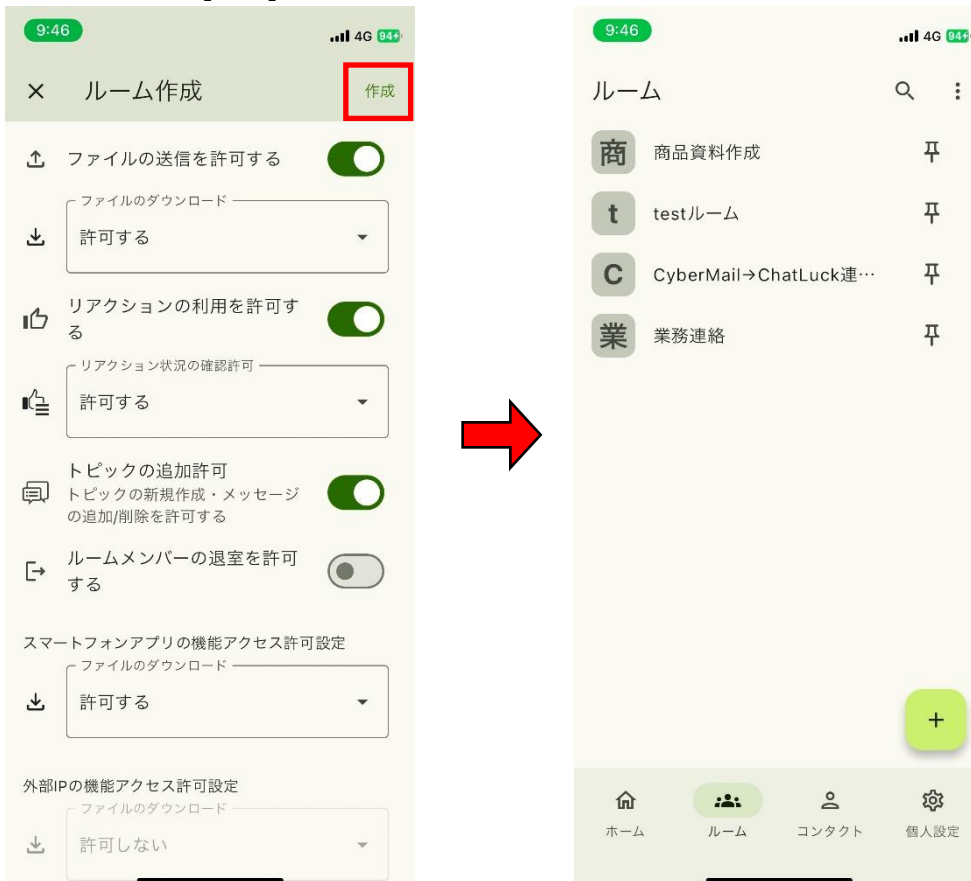 9:46
4G 94
ルーム作成
作成
ファイルの送信を許可する
ファイルのダウンロード
許可する
リアクションの利用を許可す
る
リアクション状況の確認許可
許可する
トピックの追加許可
トピックの新規作成・メッセージ
の追加/削除を許可する
ルームメンバーの退室を許可
する
スマートフォンアプリの機能アクセス許可設定
ファイルのダウンロード
許可する
外部IPの機能アクセス許可設定
ファイルのダウンロード
許可しない
9:46
4G 94
ルーム
商 商品資料作成
t testルーム
C CyberMail→ChatLuck連…
業 業務連絡
+
ホーム ルーム コンタクト 個人設定